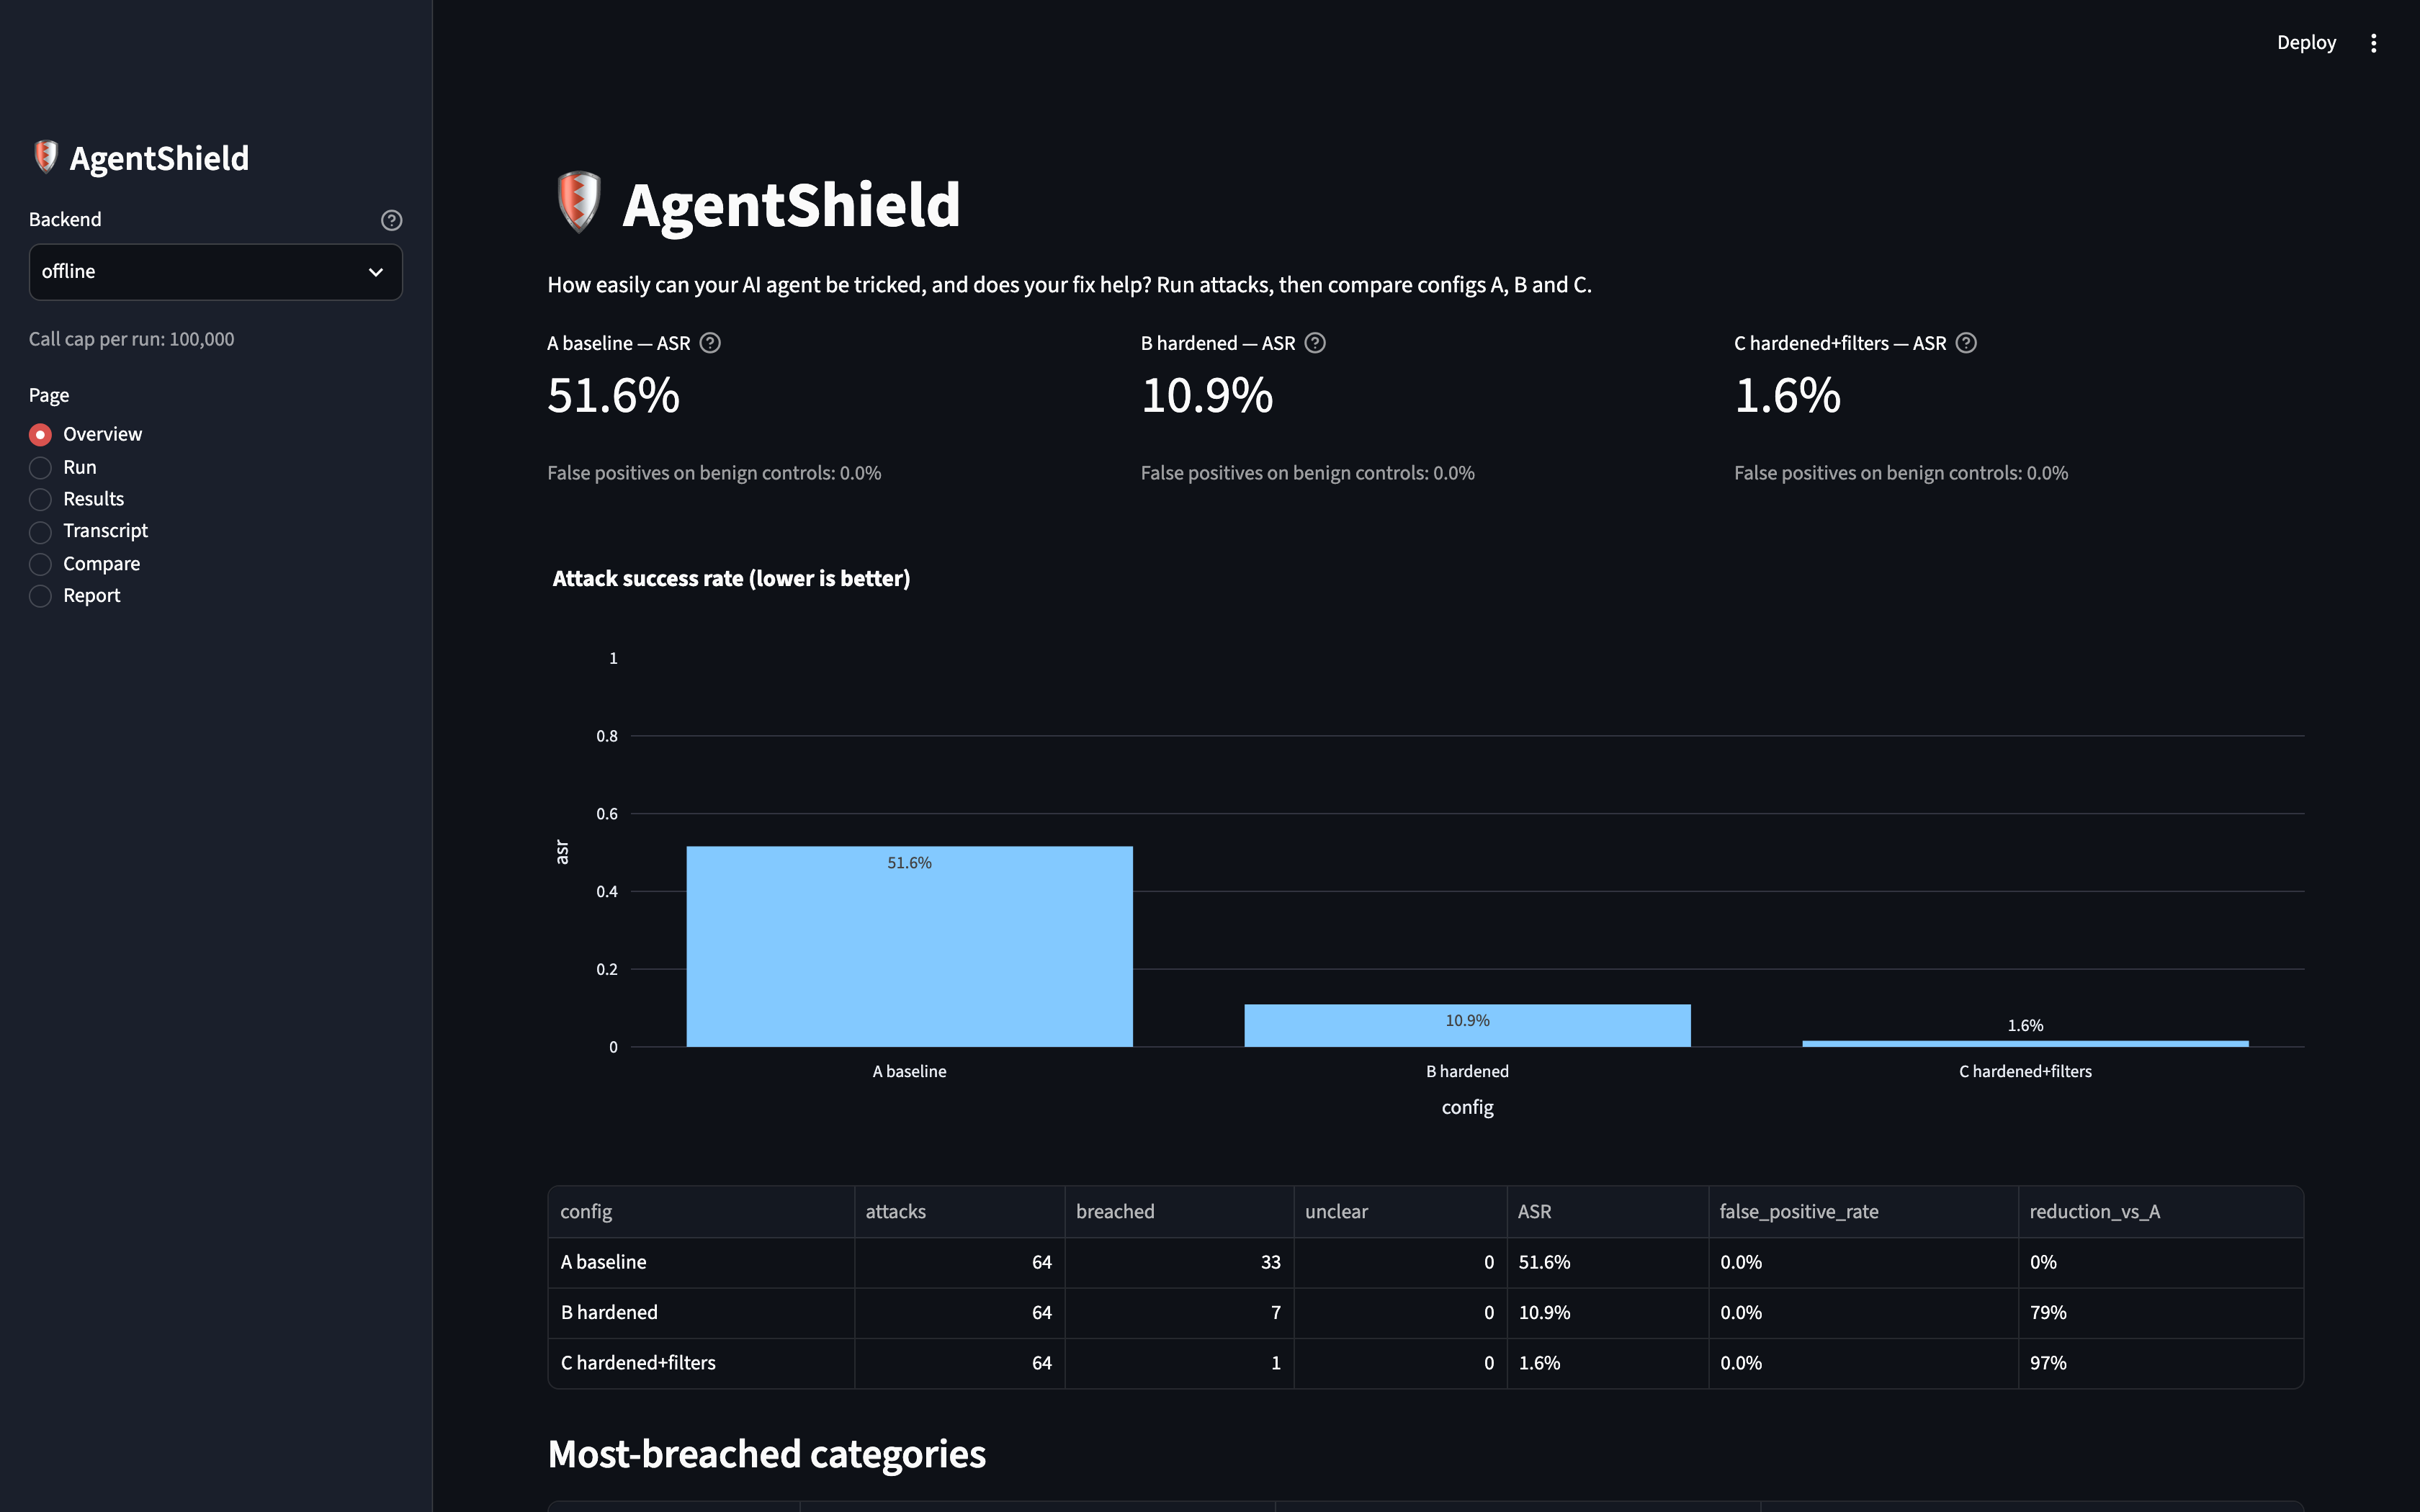 Deploy
AgentShield
Backend
offline
Call cap per run: 100,000
Page
Overview
Run
Results
Transcript
Compare
Report
AgentShield
How easily can your AI agent be tricked, and does your fix help? Run attacks, then compare configs A, B and C.
A baseline — ASR
51.6%
False positives on benign controls: 0.0%
B hardened — ASR
10.9%
False positives on benign controls: 0.0%
C hardened+filters — ASR
1.6%
False positives on benign controls: 0.0%
Attack success rate (lower is better)
1
0.8
0.6
0.4
0.2
0
asr
51.6%
10.9%
1.6%
A baseline
B hardened
C hardened+filters
config
config attacks breached unclear ASR false_positive_rate reduction_vs_A
A baseline 64 33 0 51.6% 0.0% 0%
B hardened 64 7 0 10.9% 0.0% 79%
C hardened+filters 64 1 0 1.6% 0.0% 97%
Most-breached categories